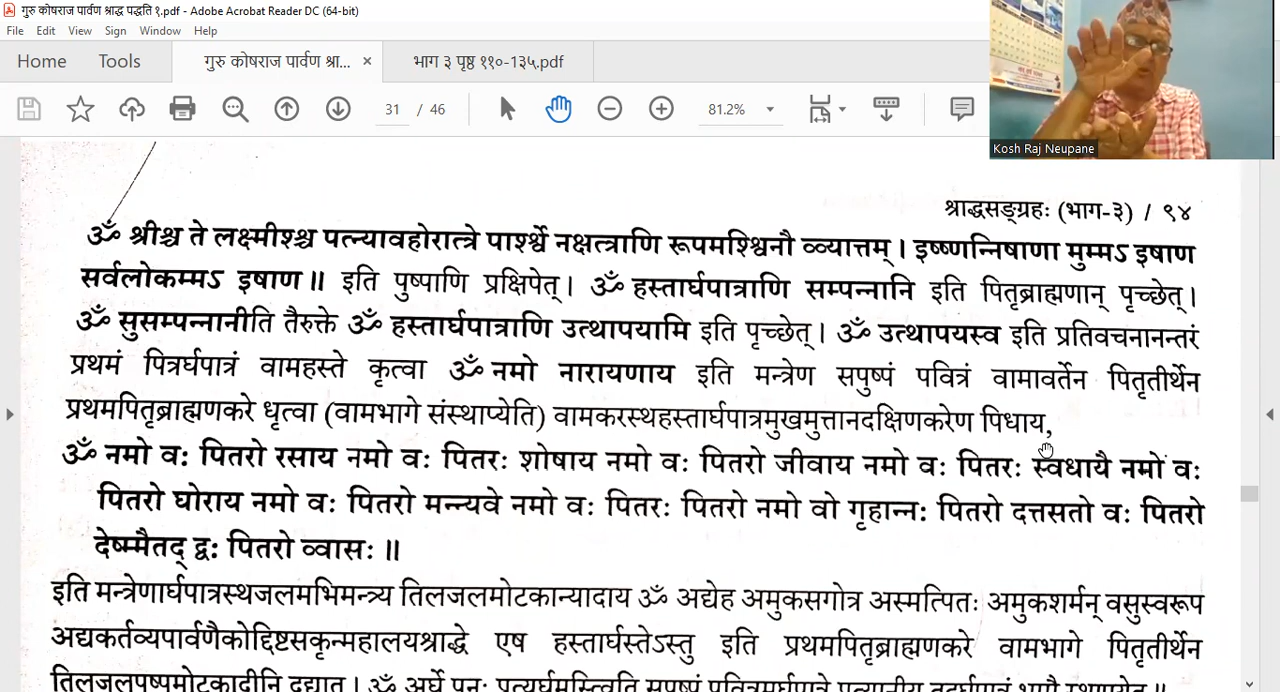 गुरु कोषराज पार्वण श्राद्ध पद्धति १.pdf - Adobe Acrobat Reader DC (64-bit)
File Edit View Sign Window Help
Home Tools गुरु कोषराज पार्वण श्रा... × भाग ३ पृष्ठ ११०-१३५.pdf
31 / 46 81.2%
Kosh Raj Neupane
श्राद्धसङ्ग्रहः (भाग-३) / ९४
ॐ श्रीश्च ते लक्ष्मीश्श्च पत्न्यावहोरात्रे पार्श्श्वे नक्षत्राणि रूपमश्श्विनौ व्व्यात्तम् । इष्ष्णन्निषाणा मुम्मऽ इषाण
सर्वलोकम्मऽ इषाण ॥ इति पुष्पाणि प्रक्षिपेत् । ॐ हस्तार्घपात्राणि सम्पन्नानि इति पितृब्राह्मणान् पृच्छेत् ।
ॐ सुसम्पन्नानीति तैरुक्ते ॐ हस्तार्घपात्राणि उत्थापयामि इति पृच्छेत् । ॐ उत्थापयस्व इति प्रतिवचनानन्तरं
प्रथमं पित्रर्घपात्रं वामहस्ते कृत्वा ॐ नमो नारायणाय इति मन्त्रेण सपुष्पं पवित्रं वामावर्तेन पितृतीर्थेन
प्रथमपितृब्राह्मणकरे धृत्वा (वामभागे संस्थाप्येति) वामकरस्थहस्तार्घपात्रमुखमुत्तानदक्षिणकरेण पिधाय,
ॐ नमो वः पितरो रसाय नमो वः पितरः शोषाय नमो वः पितरो जीवाय नमो वः पितरः स्वधायै नमो वः
पितरो घोराय नमो वः पितरो मन्न्यवे नमो वः पितरः पितरो नमो वो गृहान्नः पितरो दत्तसतो वः पितरो
देष्म्मैतद् द्वः पितरो व्वासः ॥
इति मन्त्रेणार्घपात्रस्थजलमभिमन्त्र्य तिलजलमोटकान्यादाय ॐ अद्येह अमुकसगोत्र अस्मत्पितः अमुकशर्मन् वसुस्वरूप
अद्यकर्तव्यपार्वणैकोद्दिष्टसकृन्महालयश्राद्धे एष हस्तार्घस्तेऽस्तु इति प्रथमपितृब्राह्मणकरे वामभागे पितृतीर्थेन
तिलजलपुष्पमोटकादीनि दद्यात् । ॐ अर्घे पुनः